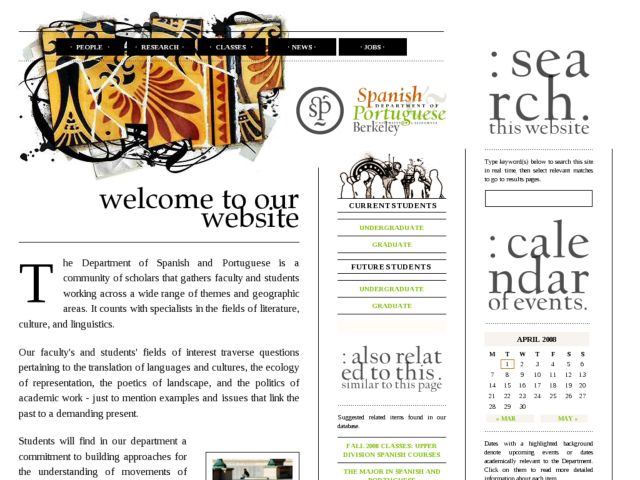 · PEOPLE ·
· RESEARCH ·
· CLASSES ·
· NEWS ·
· JOBS ·
Spanish
DEPARTMENT OF
Portuguese
Berkeley
welcome to our
website
The Department of Spanish and Portuguese is a
community of scholars that gathers faculty and students
working across a wide range of themes and geographic
areas. It counts with specialists in the fields of literature,
culture, and linguistics.
Our faculty's and students' fields of interest traverse questions
pertaining to the translation of languages and cultures, the ecology
of representation, the poetics of landscape, and the politics of
academic work - just to mention examples and issues that link the
past to a demanding present.
Students will find in our department a
commitment to building approaches for
the understanding of movements of
CURRENT STUDENTS
UNDERGRADUATE
GRADUATE
FUTURE STUDENTS
UNDERGRADUATE
GRADUATE
: also relat
ed to this .
similar to this page
Suggested related items found in our
database.
FALL 2008 CLASSES: UPPER
DIVISION SPANISH COURSES
THE MAJOR IN SPANISH AND
PORTUGUESE
: sea
rch.
this website
Type keyword(s) below to search this site
in real time, then select relevant matches
to go to results pages.
: cale
ndar
of events.
APRIL 2008
M T W T F S S
1 2 3 4 5 6
7 8 9 10 11 12 13
14 15 16 17 18 19 20
21 22 23 24 25 26 27
28 29 30
« MAR MAY »
Dates with a highlighted background
denote upcoming events or dates
academically relevant to the Department.
Click on them to read more detailed
information about each item.